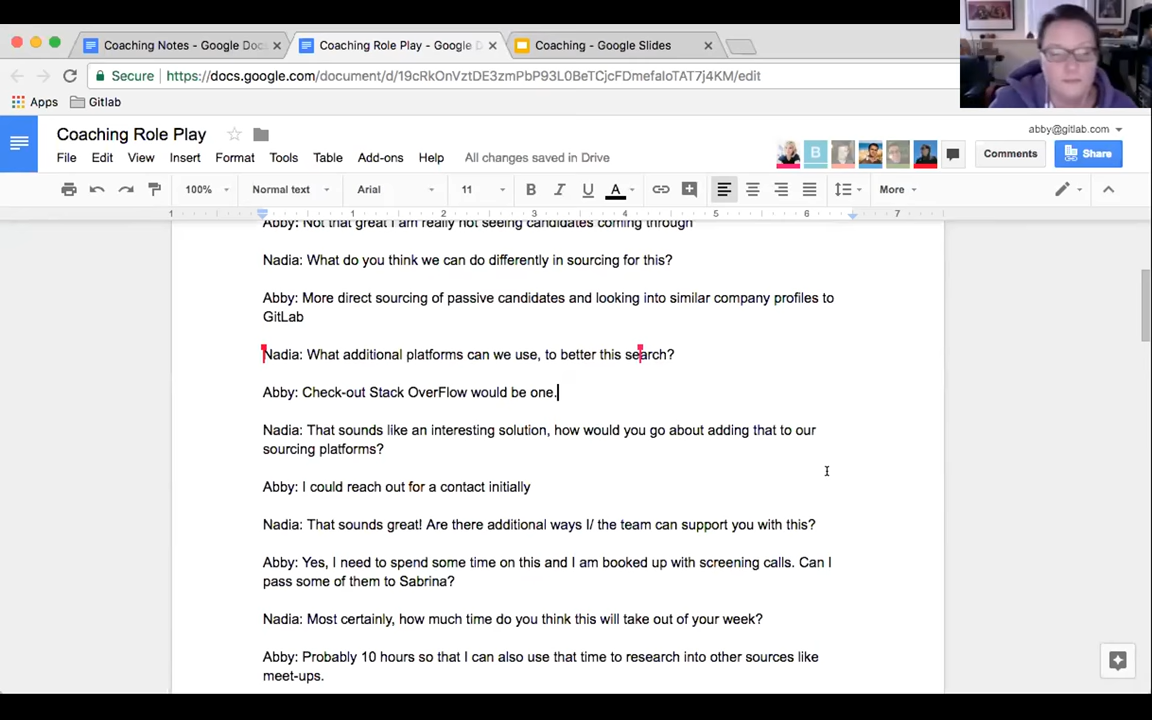 Coaching Notes - Google Doc
Coaching Role Play - Google D
Coaching - Google Slides
Secure
https://docs.google.com/document/d/19cRkOnVztDE3zmPbP93L0BeTCjcFDmefaIoTAT7j4KM/edit
Apps
Gitlab
Coaching Role Play
abby@gitlab.com
File Edit View Insert Format Tools Table Add-ons Help
All changes saved in Drive
B
Comments
Share
100% Normal text Arial 11 B I U A More
1 1 2 3 4 5 6 7
Abby: Not that great I am really not seeing candidates coming through
Nadia: What do you think we can do differently in sourcing for this?
Abby: More direct sourcing of passive candidates and looking into similar company profiles to
GitLab
Nadia: What additional platforms can we use, to better this search?
Abby: Check-out Stack OverFlow would be one.
Nadia: That sounds like an interesting solution, how would you go about adding that to our
sourcing platforms?
Abby: I could reach out for a contact initially
Nadia: That sounds great! Are there additional ways I/ the team can support you with this?
Abby: Yes, I need to spend some time on this and I am booked up with screening calls. Can I
pass some of them to Sabrina?
Nadia: Most certainly, how much time do you think this will take out of your week?
Abby: Probably 10 hours so that I can also use that time to research into other sources like
meet-ups.